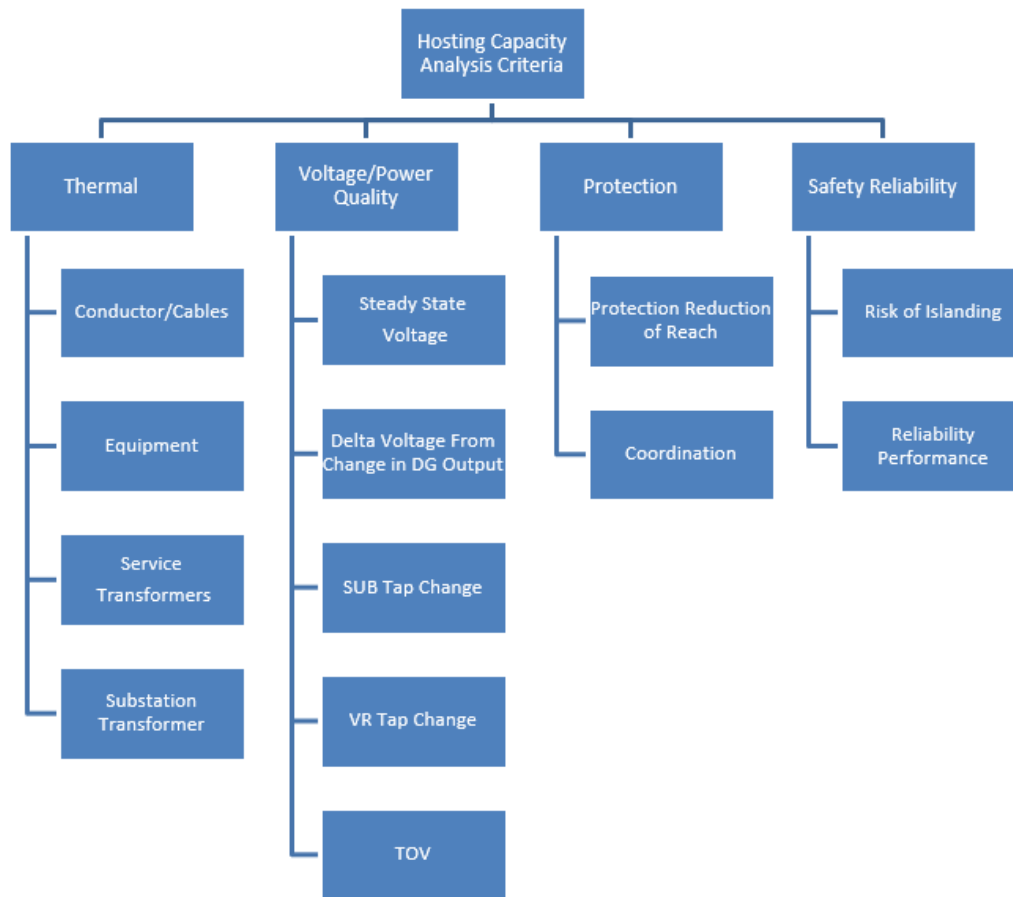 Hosting Capacity
Analysis Criteria
Thermal
Voltage/Power
Quality
Protection
Safety Reliability
Conductor/Cables
Equipment
Service
Transformers
Substation
Transformer
Steady State
Voltage
Delta Voltage From
Change in DG Output
SUB Tap Change
VR Tap Change
TOV
Protection Reduction
of Reach
Coordination
Risk of Islanding
Reliability
Performance